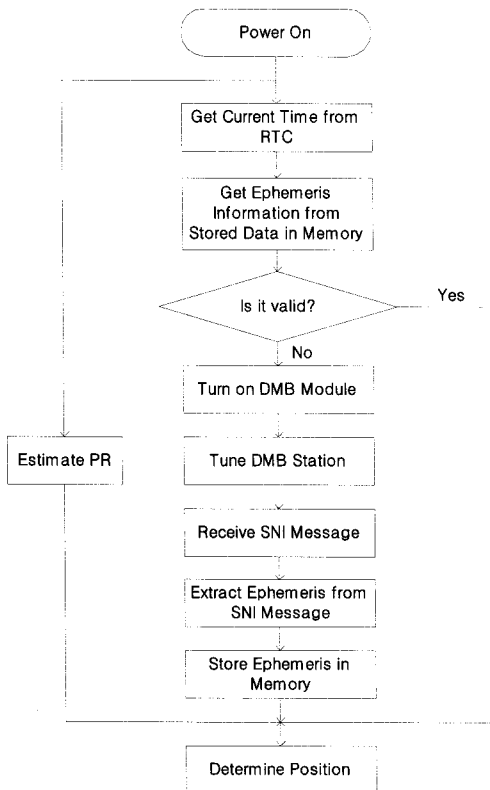 Power On
Get Current Time from
RTC
Get Ephemeris
Information from
Stored Data in Memory
Is it valid?
Yes
No
Turn on DMB Module
Estimate PR
Tune DMB Station
Receive SNI Message
Extract Ephemeris from
SNI Message
Store Ephemeris in
Memory
Determine Position